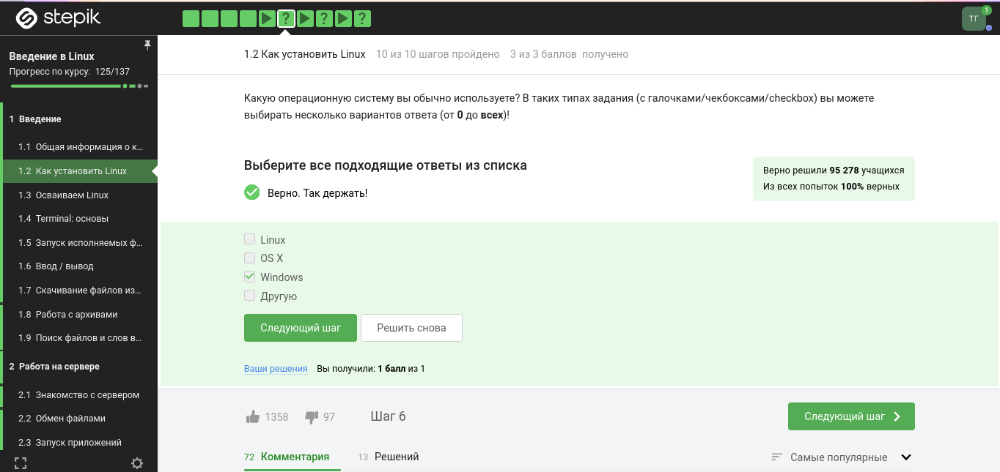 stepik
? ? ?
ТГ
1
Введение в Linux
Прогресс по курсу: 125/137
1 Введение
1.1 Общая информация о к...
1.2 Как установить Linux
1.3 Осваиваем Linux
1.4 Terminal: основы
1.5 Запуск исполняемых ф...
1.6 Ввод / вывод
1.7 Скачивание файлов из...
1.8 Работа с архивами
1.9 Поиск файлов и слов в...
2 Работа на сервере
2.1 Знакомство с сервером
2.2 Обмен файлами
2.3 Запуск приложений
1.2 Как установить Linux 10 из 10 шагов пройдено 3 из 3 баллов получено
Какую операционную систему вы обычно используете? В таких типах задания (с галочками/чекбоксами/checkbox) вы можете
выбирать несколько вариантов ответа (от 0 до всех)!
Выберите все подходящие ответы из списка
Верно. Так держать!
Верно решили 95 278 учащихся
Из всех попыток 100% верных
Linux
OS X
Windows
Другую
Следующий шаг Решить снова
Ваши решения Вы получили: 1 балл из 1
1358 97 Шаг 6 Следующий шаг
72 Комментария 13 Решений Самые популярные